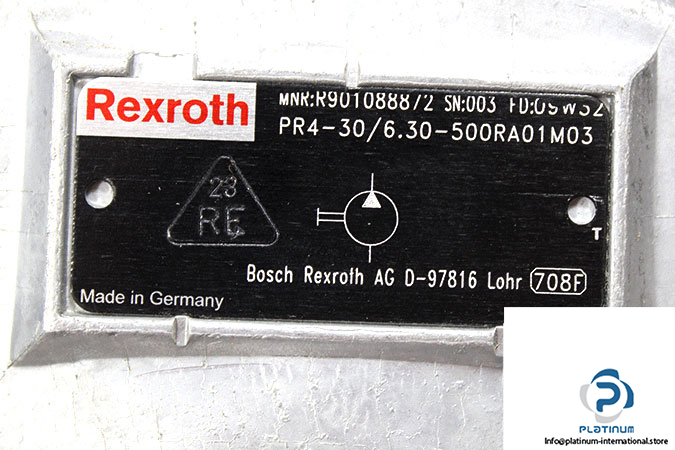 Rexroth
MNR:R901088872 SN:003 FD:09W32
PR4-30/6.30-500RA01M03
23
RE
T
Bosch Rexroth AG D-97816 Lohr 708F
Made in Germany
PLATINUM
info@platinum-international.store